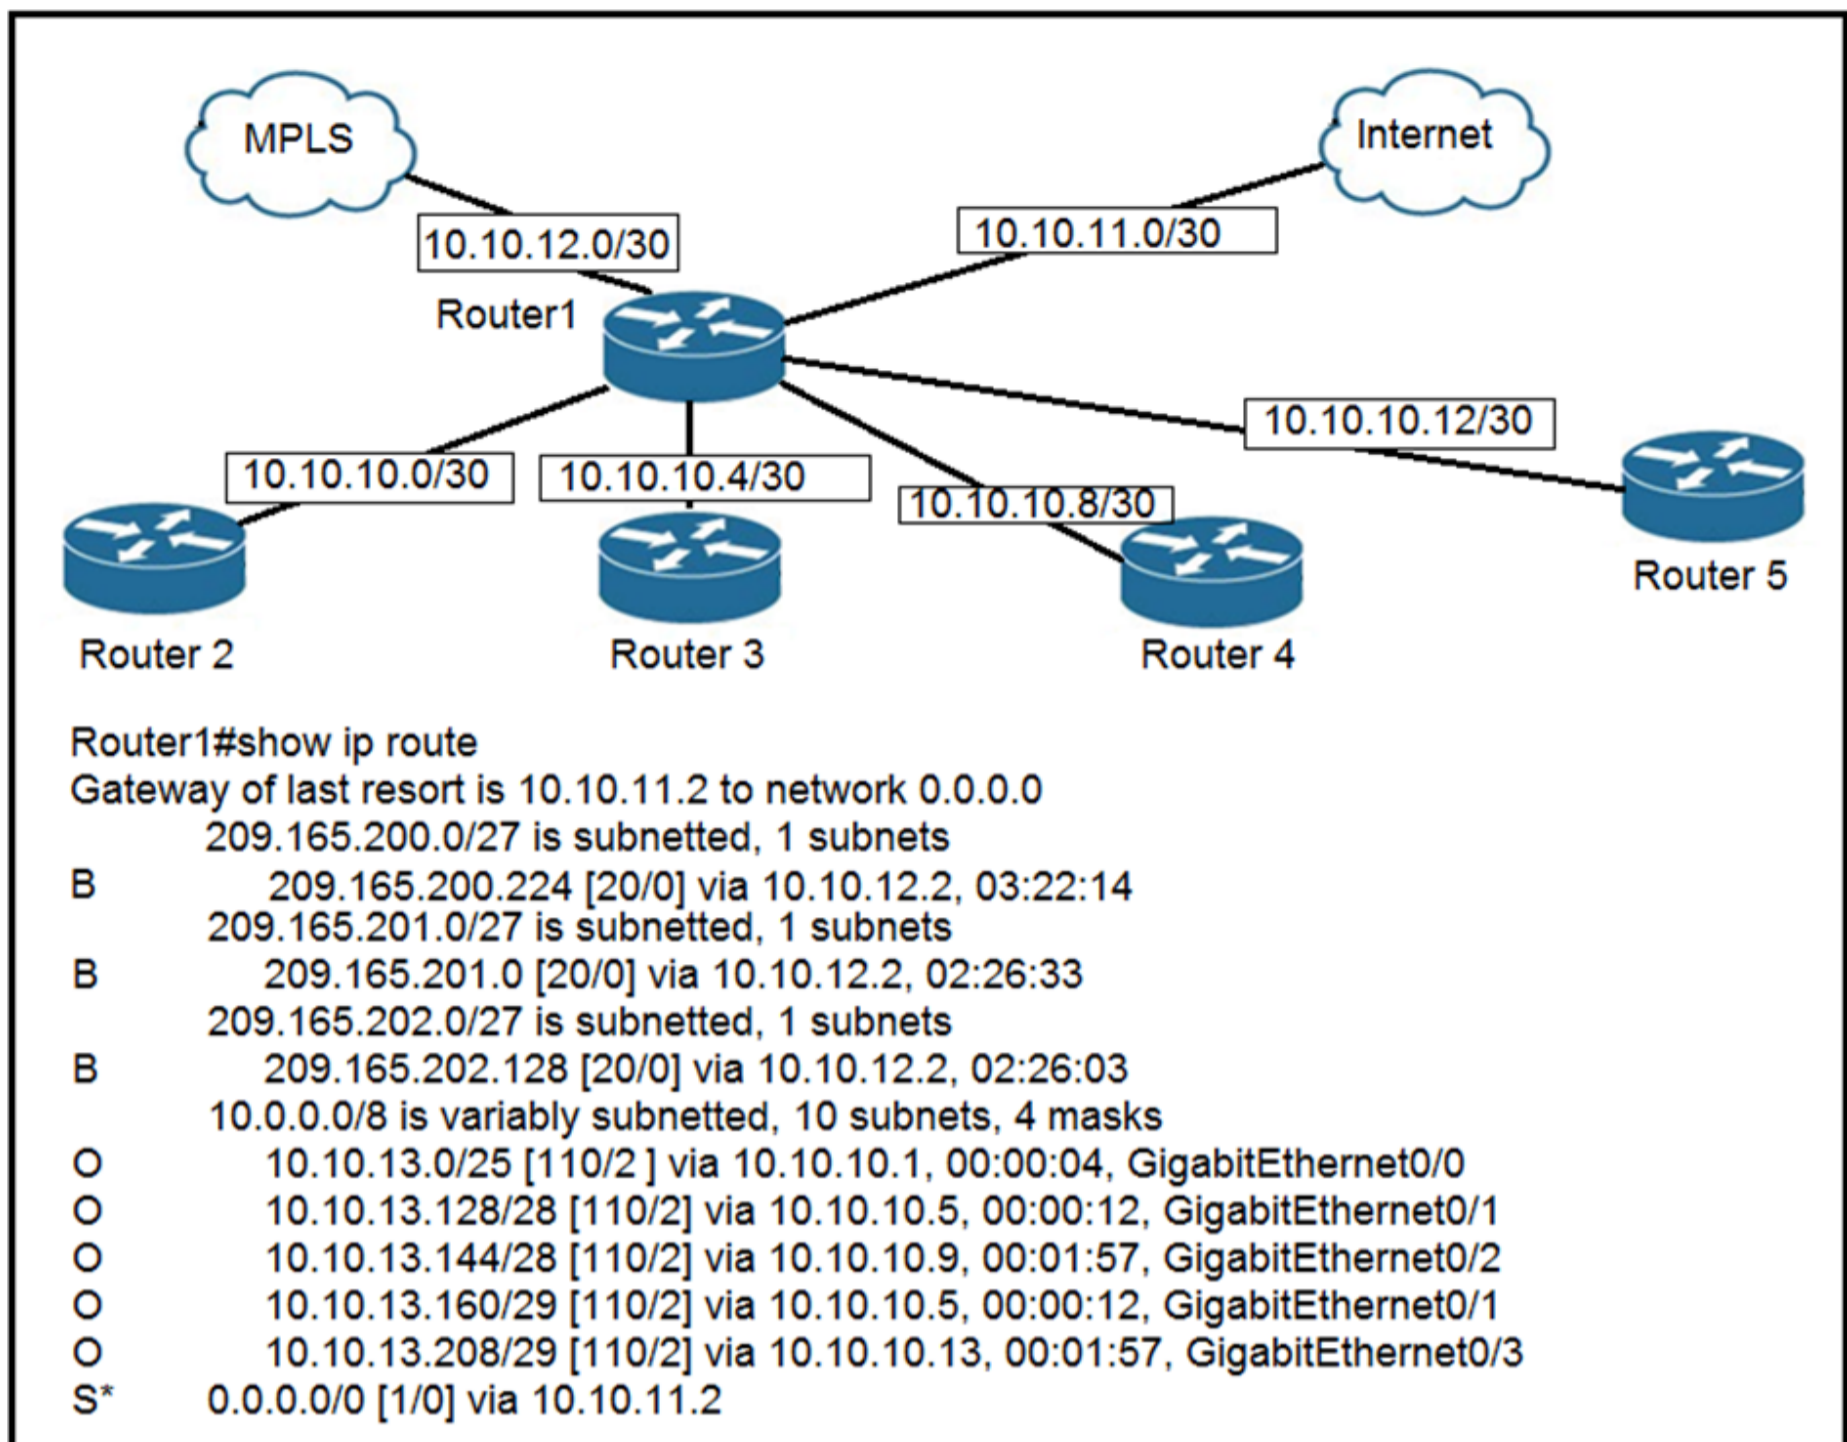 MPLS
Internet
10.10.12.0/30
10.10.11.0/30
Router1
10.10.10.12/30
10.10.10.0/30
10.10.10.4/30
10.10.10.8/30
Router 5
Router 2
Router 3
Router 4
Router1#show ip route
Gateway of last resort is 10.10.11.2 to network 0.0.0.0
209.165.200.0/27 is subnetted, 1 subnets
B 209.165.200.224 [20/0] via 10.10.12.2, 03:22:14
209.165.201.0/27 is subnetted, 1 subnets
B 209.165.201.0 [20/0] via 10.10.12.2, 02:26:33
209.165.202.0/27 is subnetted, 1 subnets
B 209.165.202.128 [20/0] via 10.10.12.2, 02:26:03
10.0.0.0/8 is variably subnetted, 10 subnets, 4 masks
O 10.10.13.0/25 [110/2 ] via 10.10.10.1, 00:00:04, GigabitEthernet0/0
O 10.10.13.128/28 [110/2] via 10.10.10.5, 00:00:12, GigabitEthernet0/1
O 10.10.13.144/28 [110/2] via 10.10.10.9, 00:01:57, GigabitEthernet0/2
O 10.10.13.160/29 [110/2] via 10.10.10.5, 00:00:12, GigabitEthernet0/1
O 10.10.13.208/29 [110/2] via 10.10.10.13, 00:01:57, GigabitEthernet0/3
S* 0.0.0.0/0 [1/0] via 10.10.11.2